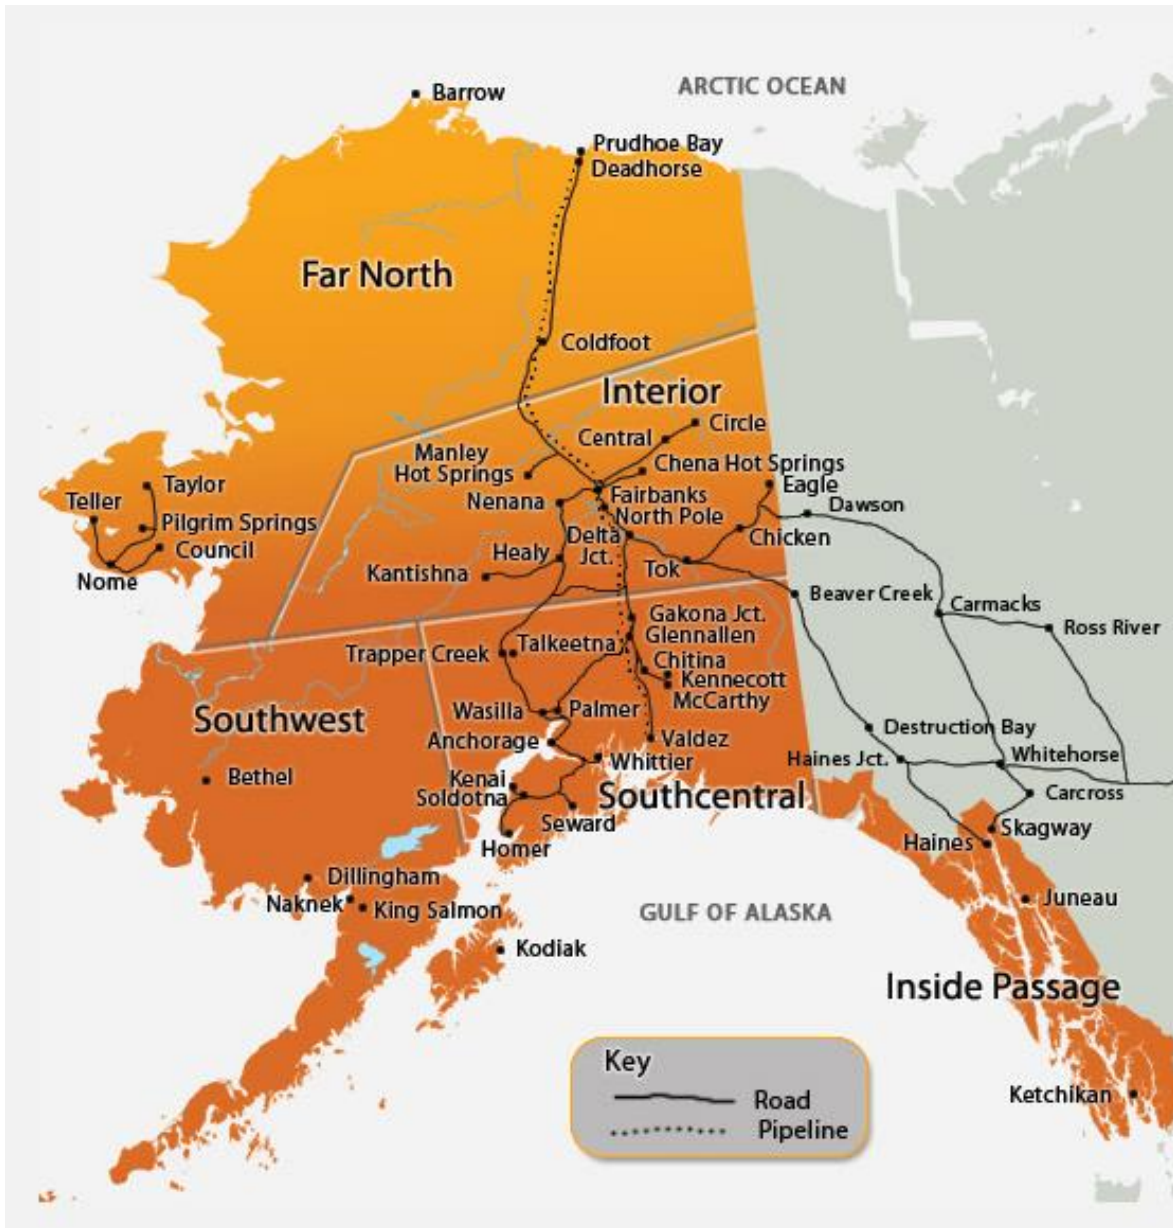 ARCTIC OCEAN
Barrow
Prudhoe Bay
Deadhorse
Far North
Coldfoot
Interior
Circle
Central
Manley
Hot Springs
Chena Hot Springs
Eagle
Taylor
Teller
Nenana
Fairbanks
North Pole
Dawson
Pilgrim Springs
Council
Nome
Delta
Jct.
Chicken
Healy
Kantishna
Tok
Beaver Creek
Carmacks
Ross River
Gakona Jct.
Glennallen
Talkeetna
Trapper Creek
Chitina
Kennecott
McCarthy
Southwest
Wasilla
Palmer
Anchorage
Valdez
Destruction Bay
Haines Jct.
Whitehorse
Whittier
Bethel
Kenai
Soldotna
Southcentral
Carcross
Seward
Skagway
Homer
Haines
Dillingham
Naknek
King Salmon
GULF OF ALASKA
Juneau
Kodiak
Inside Passage
Key
Road
Pipeline
Ketchikan